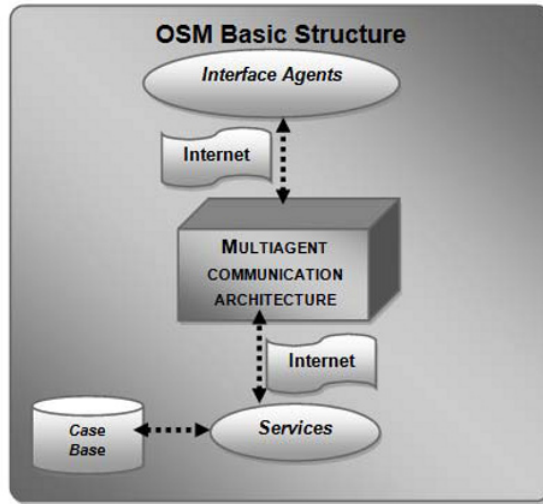 OSM Basic Structure
Interface Agents
Internet
MULTIAGENT
COMMUNICATION
ARCHITECTURE
Internet
Services
Case
Base